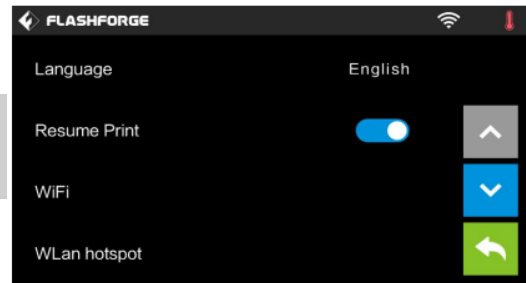 FLASHFORGE
Language English
Resume Print
WiFi
WLan hotspot